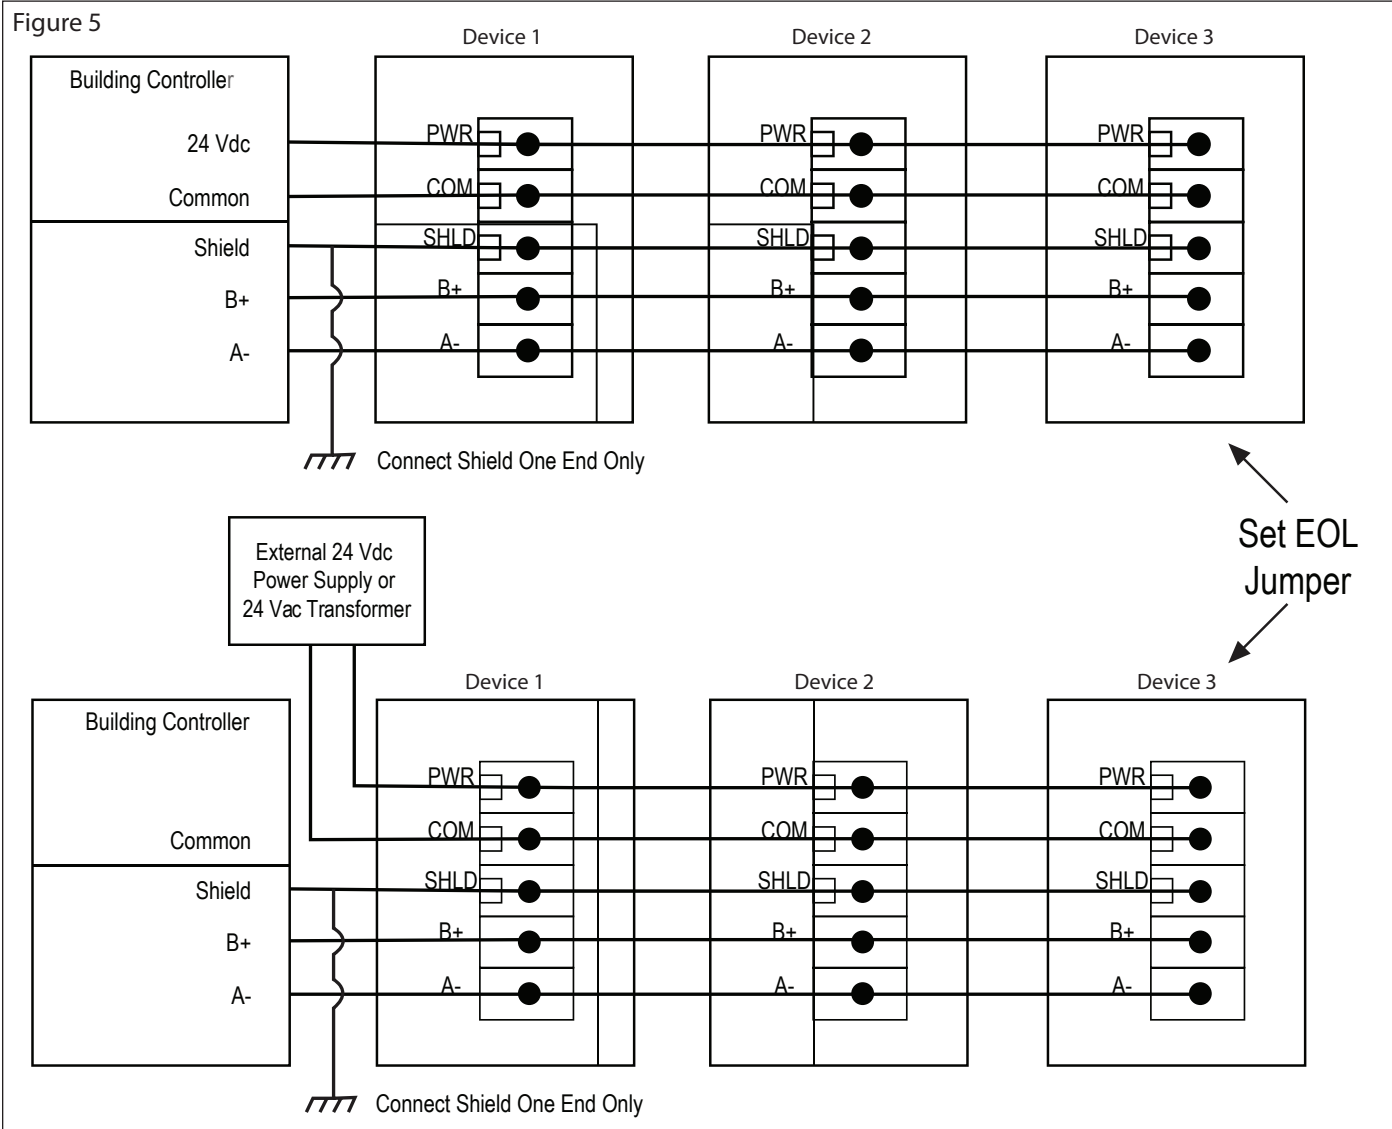 Figure 5
Device 1
Device 2
Device 3
Building Controller
24 Vdc
Common
Shield
B+
A-
PWR
COM
SHLD
B+
A-
PWR
COM
SHLD
B+
A-
PWR
COM
SHLD
B+
A-
Connect Shield One End Only
Set EOL
Jumper
External 24 Vdc
Power Supply or
24 Vac Transformer
Device 1
Device 2
Device 3
Building Controller
Common
Shield
B+
A-
PWR
COM
SHLD
B+
A-
PWR
COM
SHLD
B+
A-
PWR
COM
SHLD
B+
A-
Connect Shield One End Only